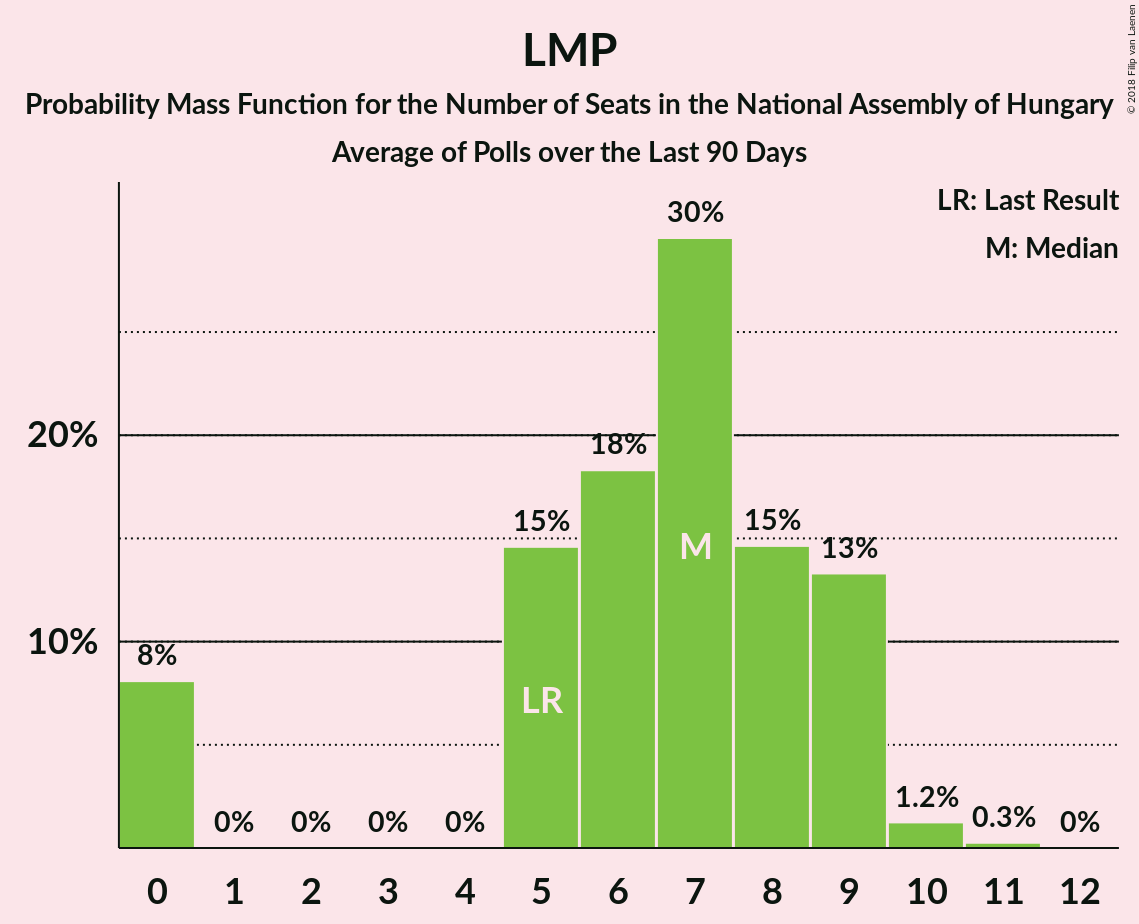 LMP
Probability Mass Function for the Number of Seats in the National Assembly of Hungary
Average of Polls over the Last 90 Days
© 2018 Filip van Laenen
LR: Last Result
M: Median
30%
20%
18%
15%
15%
13%
M
10%
8%
LR
1.2%
0.3%
0%
0%
0%
0%
0%
0 1 2 3 4 5 6 7 8 9 10 11 12